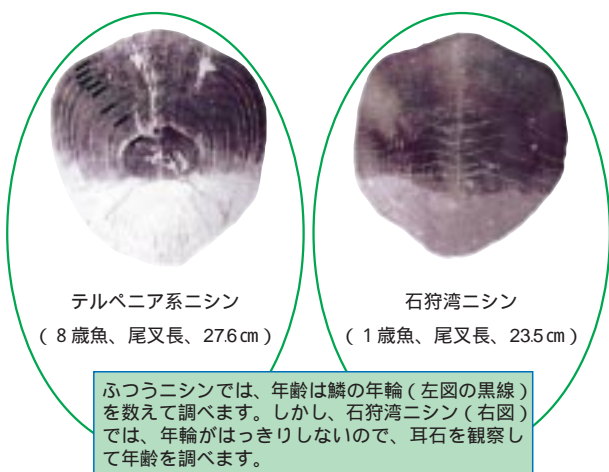 テルペニア系ニシン
（８歳魚、尾叉長、27.6㎝）
石狩湾ニシン
（１歳魚、尾叉長、23.5㎝）
ふつうニシンでは、年齢は鱗の年輪（左図の黒線）
を数えて調べます。しかし、石狩湾ニシン（右図）
では、年輪がはっきりしないので、耳石を観察し
て年齢を調べます。